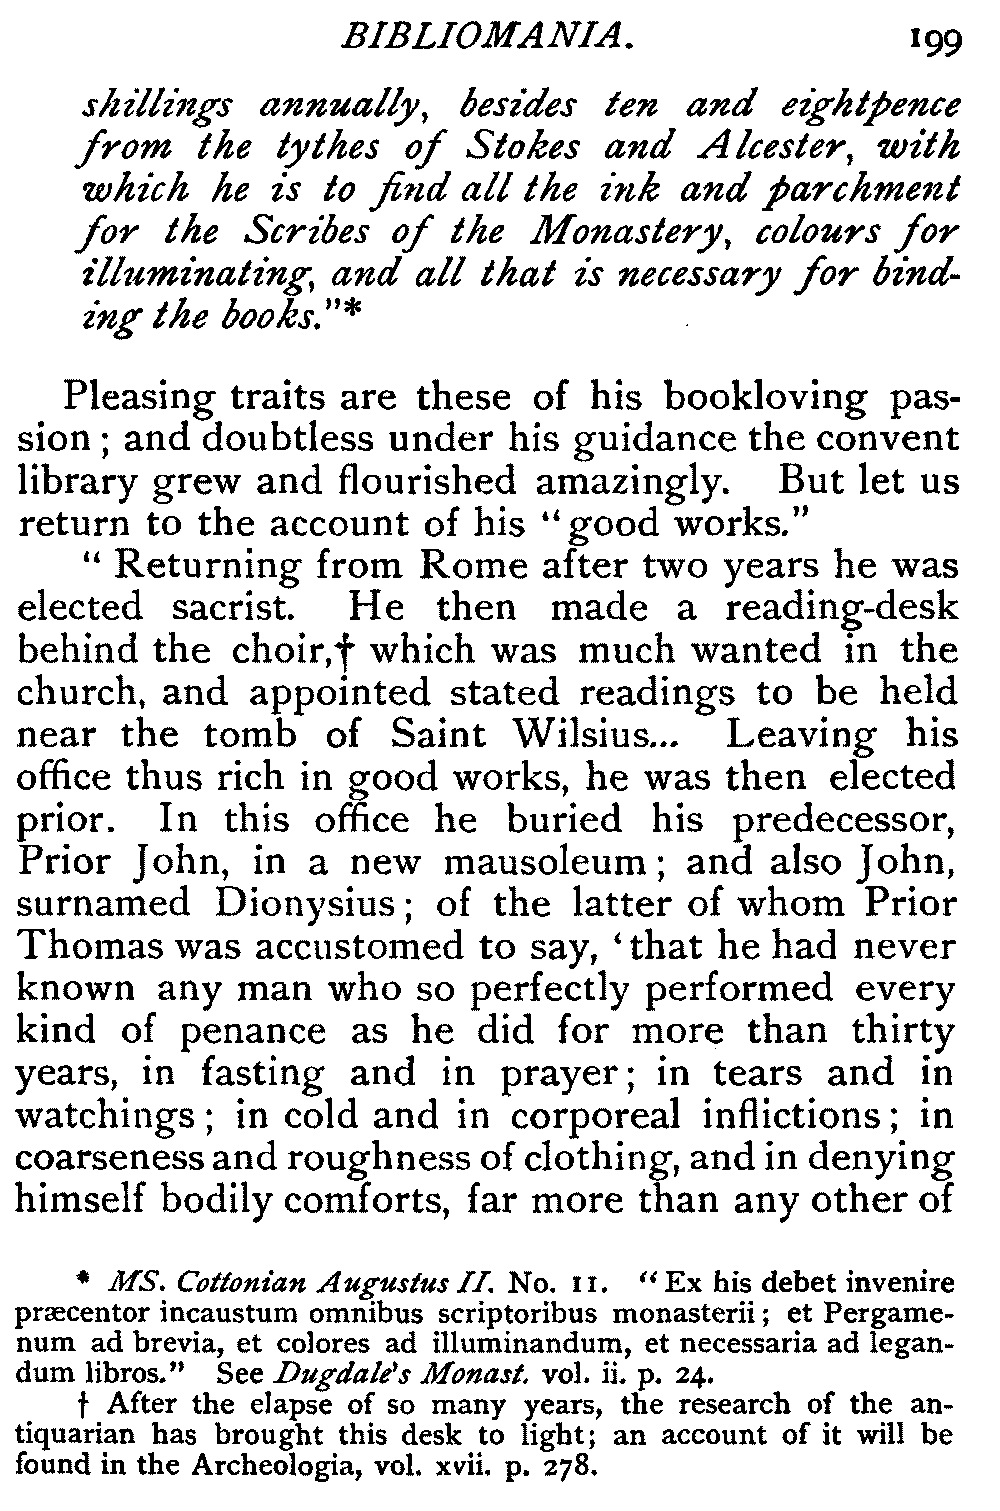 BIBLIOMANIA. 199
shillings annually, besides ten and eightpence
from the tythes of Stokes and Alcester, with
which he is to find all the ink and parchment
for the Scribes of the Monastery, colours for
illuminating, and all that is necessary for bind-
ing the books."*
Pleasing traits are these of his bookloving pas-
sion ; and doubtless under his guidance the convent
library grew and flourished amazingly. But let us
return to the account of his "good works."
" Returning from Rome after two years he was
elected sacrist. He then made a reading-desk
behind the choir,† which was much wanted in the
church, and appointed stated readings to be held
near the tomb of Saint Wilsius... Leaving his
office thus rich in good works, he was then elected
prior. In this office he buried his predecessor,
Prior John, in a new mausoleum ; and also John,
surnamed Dionysius ; of the latter of whom Prior
Thomas was accustomed to say, ‘that he had never
known any man who so perfectly performed every
kind of penance as he did for more than thirty
years, in fasting and in prayer ; in tears and in
watchings ; in cold and in corporeal inflictions ; in
coarseness and roughness of clothing, and in denying
himself bodily comforts, far more than any other of
* MS. Cottonian Augustus II. No. 11. "Ex his debet invenire
præcentor incaustum omnibus scriptoribus monasterii ; et Pergame-
num ad brevia, et colores ad illuminandum, et necessaria ad legan-
dum libros." See Dugdale's Monast. vol. ii. p. 24.
† After the elapse of so many years, the research of the an-
tiquarian has brought this desk to light; an account of it will be
found in the Archeologia, vol. xvii. p. 278.